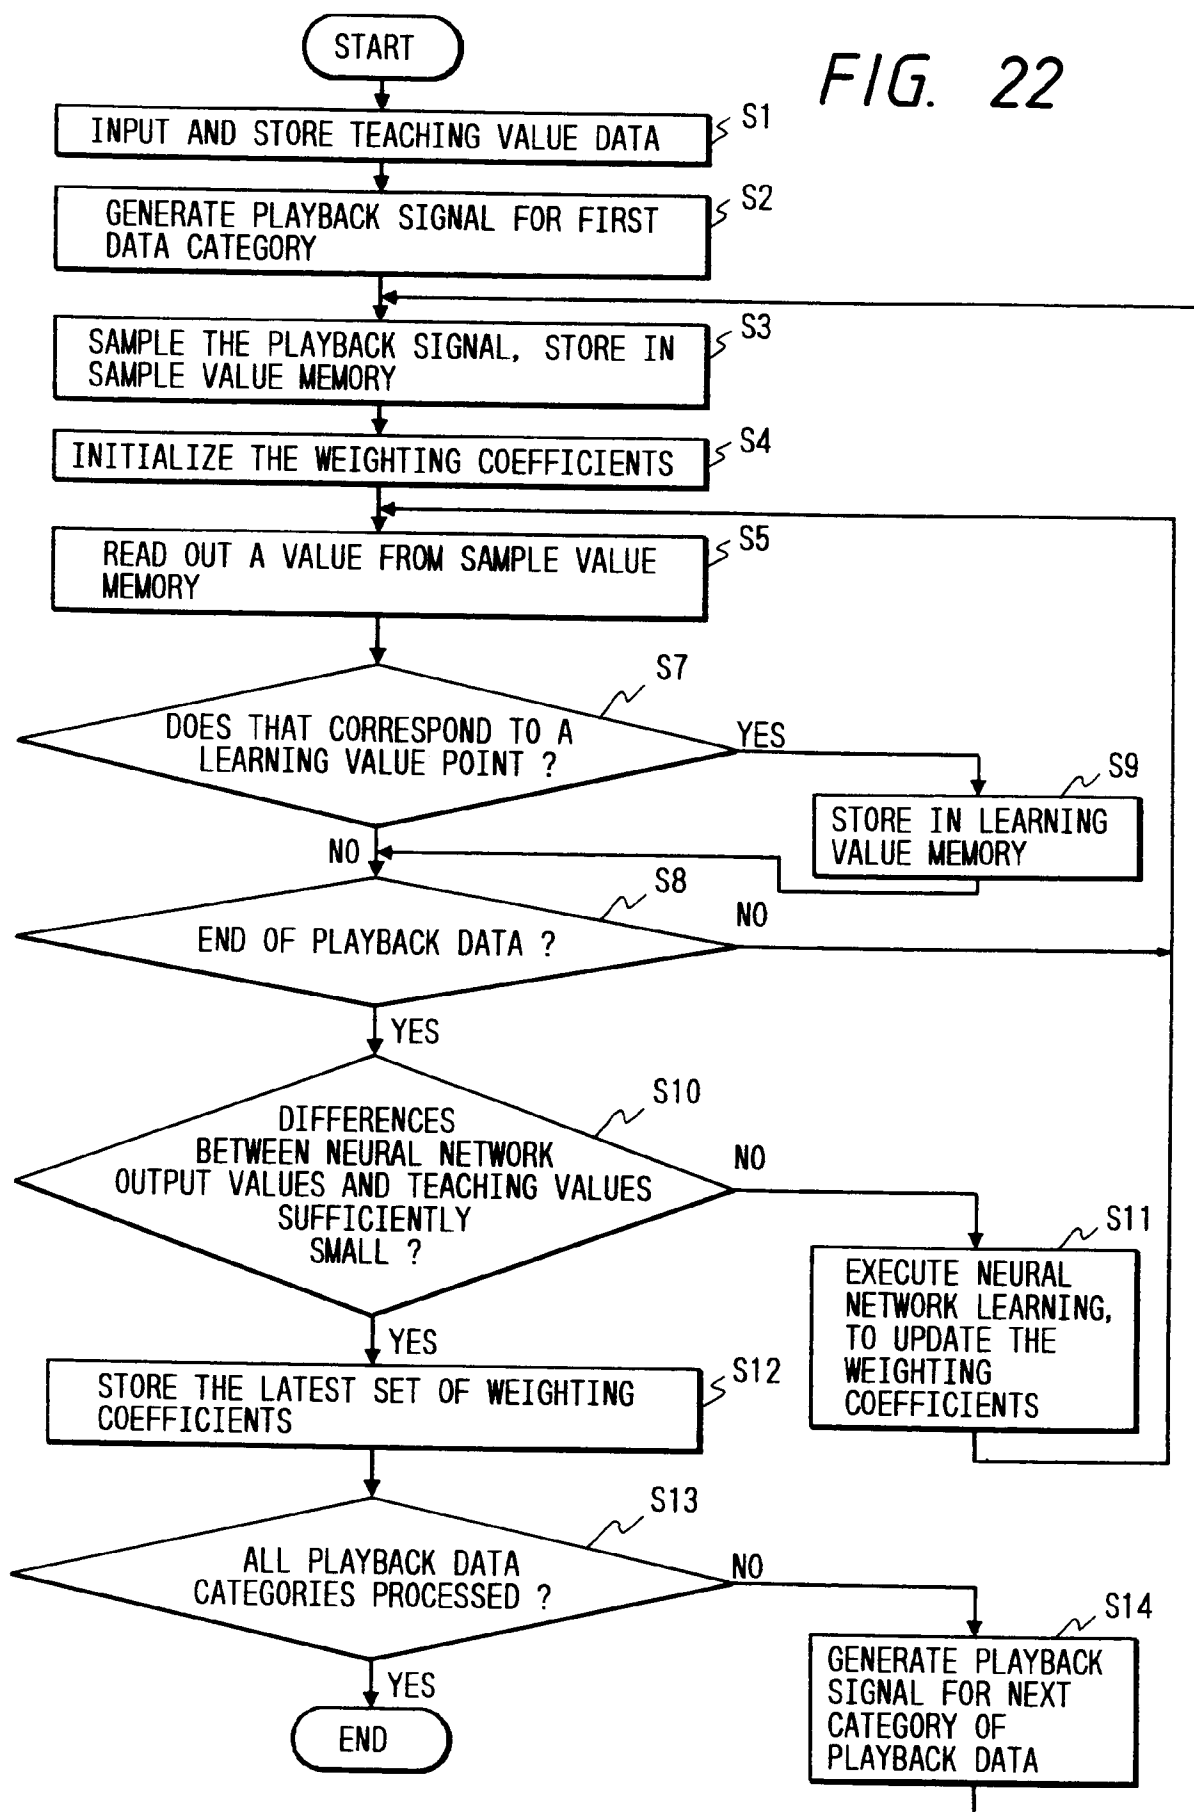 START
FIG. 22
S1
INPUT AND STORE TEACHING VALUE DATA
S2
GENERATE PLAYBACK SIGNAL FOR FIRST
DATA CATEGORY
S3
SAMPLE THE PLAYBACK SIGNAL, STORE IN
SAMPLE VALUE MEMORY
S4
INITIALIZE THE WEIGHTING COEFFICIENTS
S5
READ OUT A VALUE FROM SAMPLE VALUE
MEMORY
S7
DOES THAT CORRESPOND TO A
LEARNING VALUE POINT ?
YES
S9
STORE IN LEARNING
VALUE MEMORY
NO
S8
END OF PLAYBACK DATA ?
NO
YES
S10
DIFFERENCES
BETWEEN NEURAL NETWORK
OUTPUT VALUES AND TEACHING VALUES
SUFFICIENTLY
SMALL ?
NO
S11
EXECUTE NEURAL
NETWORK LEARNING,
TO UPDATE THE
WEIGHTING
COEFFICIENTS
YES
S12
STORE THE LATEST SET OF WEIGHTING
COEFFICIENTS
S13
ALL PLAYBACK DATA
CATEGORIES PROCESSED ?
NO
S14
GENERATE PLAYBACK
SIGNAL FOR NEXT
CATEGORY OF
PLAYBACK DATA
YES
END